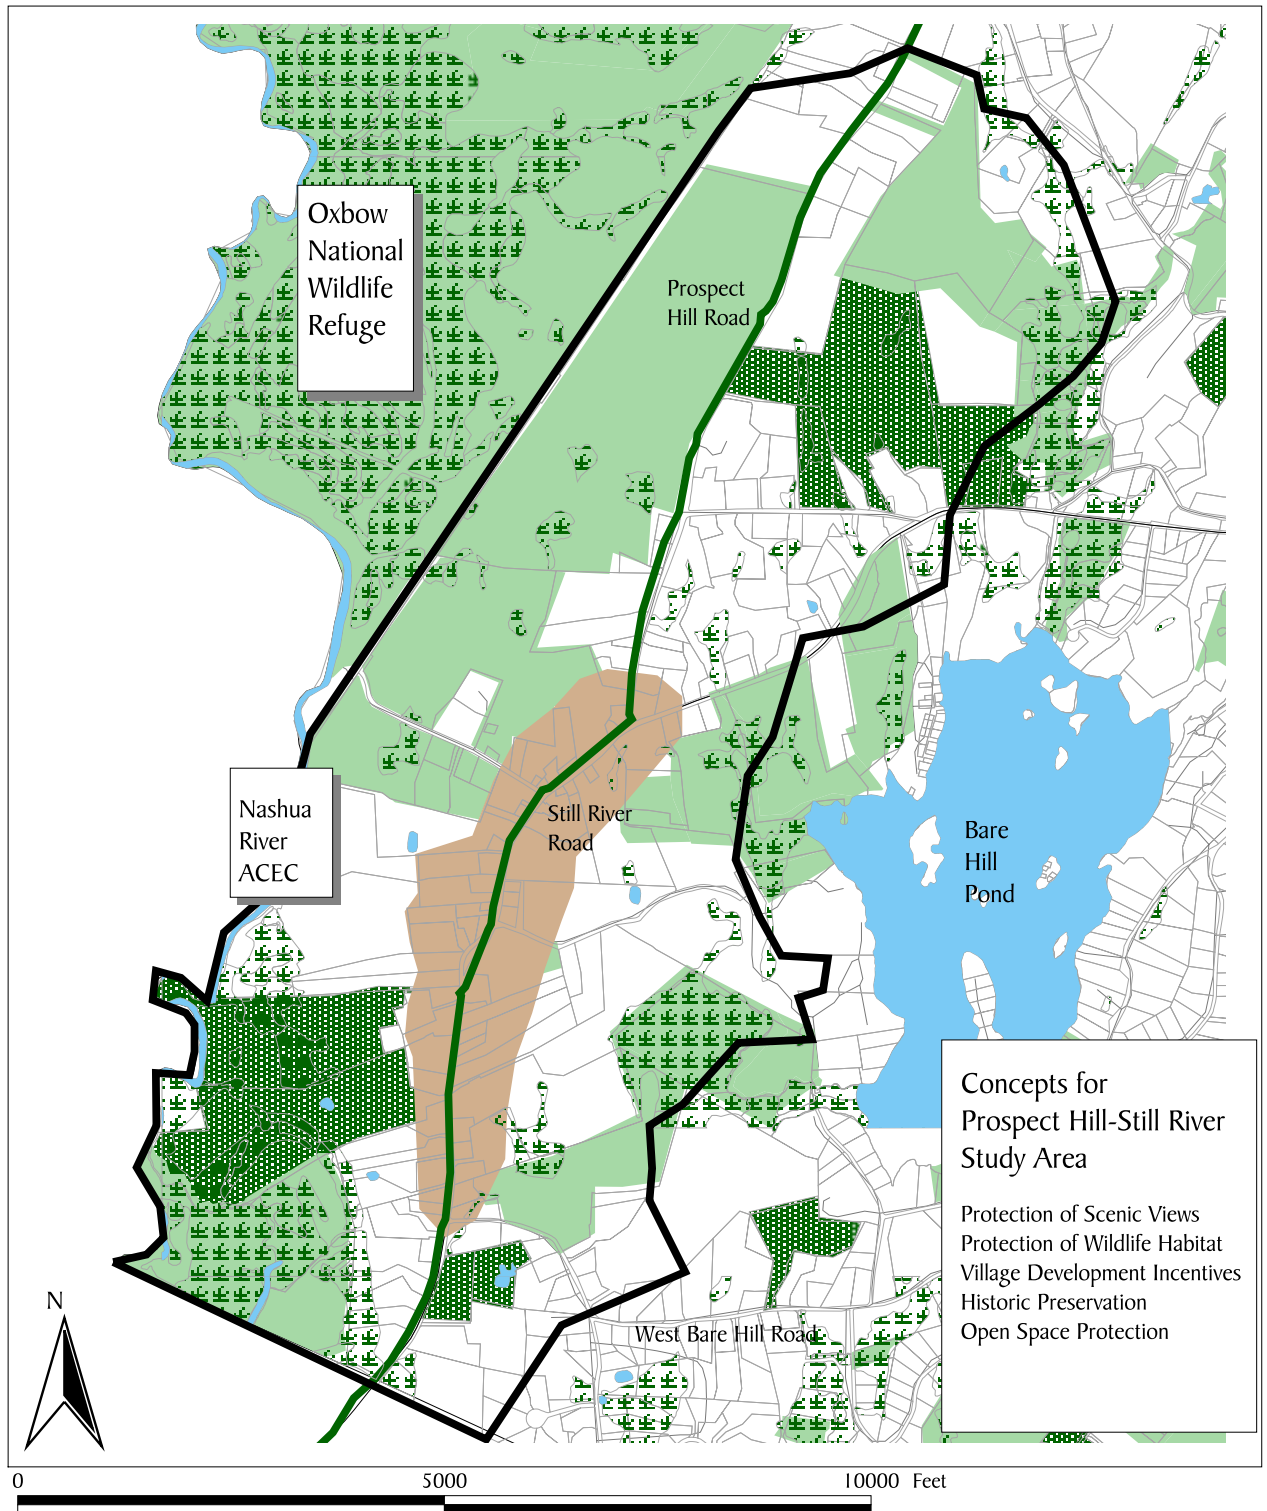 Oxbow
National
Wildlife
Refuge
Prospect
Hill Road
Nashua
River
ACEC
Still River
Road
Bare
Hill
Pond
Concepts for
Prospect Hill-Still River
Study Area
Protection of Scenic Views
Protection of Wildlife Habitat
Village Development Incentives
Historic Preservation
Open Space Protection
West Bare Hill Road
N
0 5000 10000 Feet